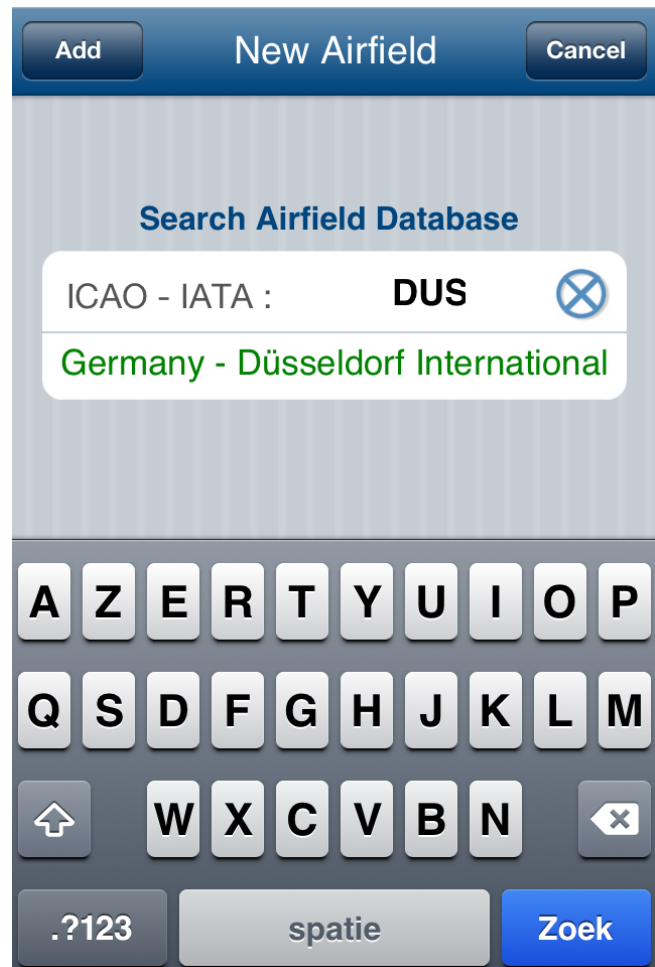 Add New Airfield Cancel
Search Airfield Database
ICAO - IATA : DUS
Germany - Düsseldorf International
A Z E R T Y U I O P
Q S D F G H J K L M
W X C V B N
.?123 spatie Zoek